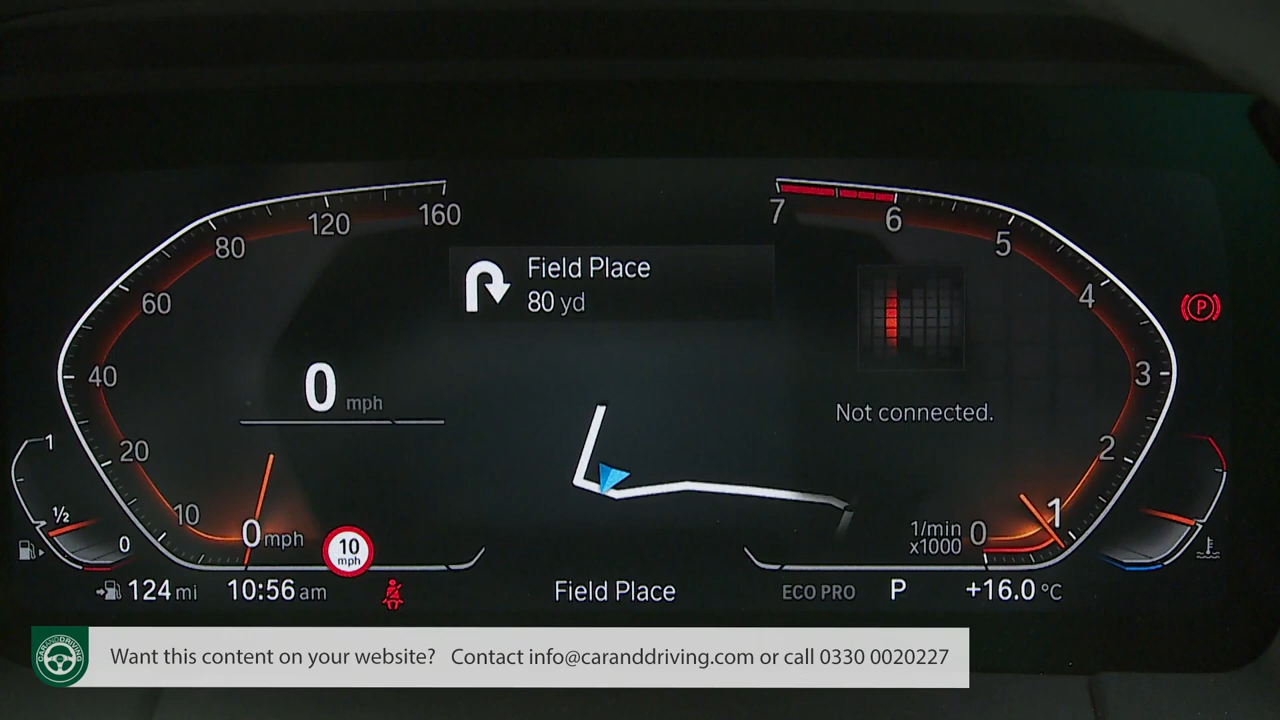 160
120
80
60
40
20
10
0 mph
0 mph
10
mph
1
1/2
0
124 mi
10:56 am
Field Place
80 yd
Field Place
7
6
5
4
3
2
1
0
1/min
x1000
Not connected.
P
ECO PRO
P
+16.0 °C
CARANDDRIVING
Want this content on your website? Contact info@caranddriving.com or call 0330 0020227